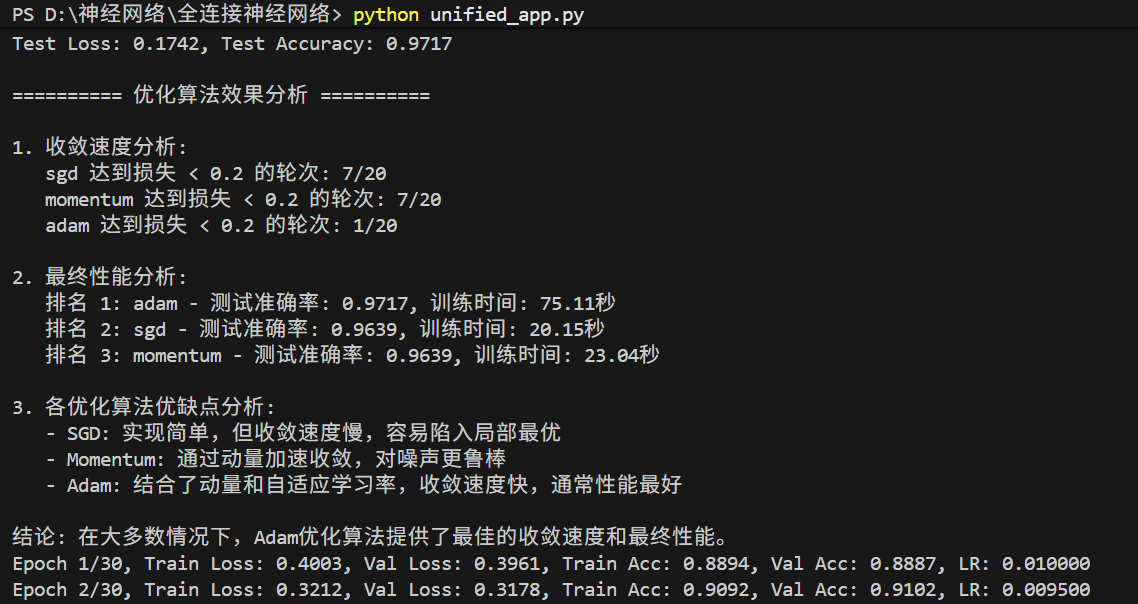 PS D:\神经网络\全连接神经网络> python unified_app.py
Test Loss: 0.1742, Test Accuracy: 0.9717
========== 优化算法效果分析 ==========
1. 收敛速度分析:
sgd 达到损失 < 0.2 的轮次: 7/20
momentum 达到损失 < 0.2 的轮次: 7/20
adam 达到损失 < 0.2 的轮次: 1/20
2. 最终性能分析:
排名 1: adam - 测试准确率: 0.9717, 训练时间: 75.11秒
排名 2: sgd - 测试准确率: 0.9639, 训练时间: 20.15秒
排名 3: momentum - 测试准确率: 0.9639, 训练时间: 23.04秒
3. 各优化算法优缺点分析:
- SGD: 实现简单，但收敛速度慢，容易陷入局部最优
- Momentum: 通过动量加速收敛，对噪声更鲁棒
- Adam: 结合了动量和自适应学习率，收敛速度快，通常性能最好
结论: 在大多数情况下，Adam优化算法提供了最佳的收敛速度和最终性能。
Epoch 1/30, Train Loss: 0.4003, Val Loss: 0.3961, Train Acc: 0.8894, Val Acc: 0.8887, LR: 0.010000
Epoch 2/30, Train Loss: 0.3212, Val Loss: 0.3178, Train Acc: 0.9092, Val Acc: 0.9102, LR: 0.009500